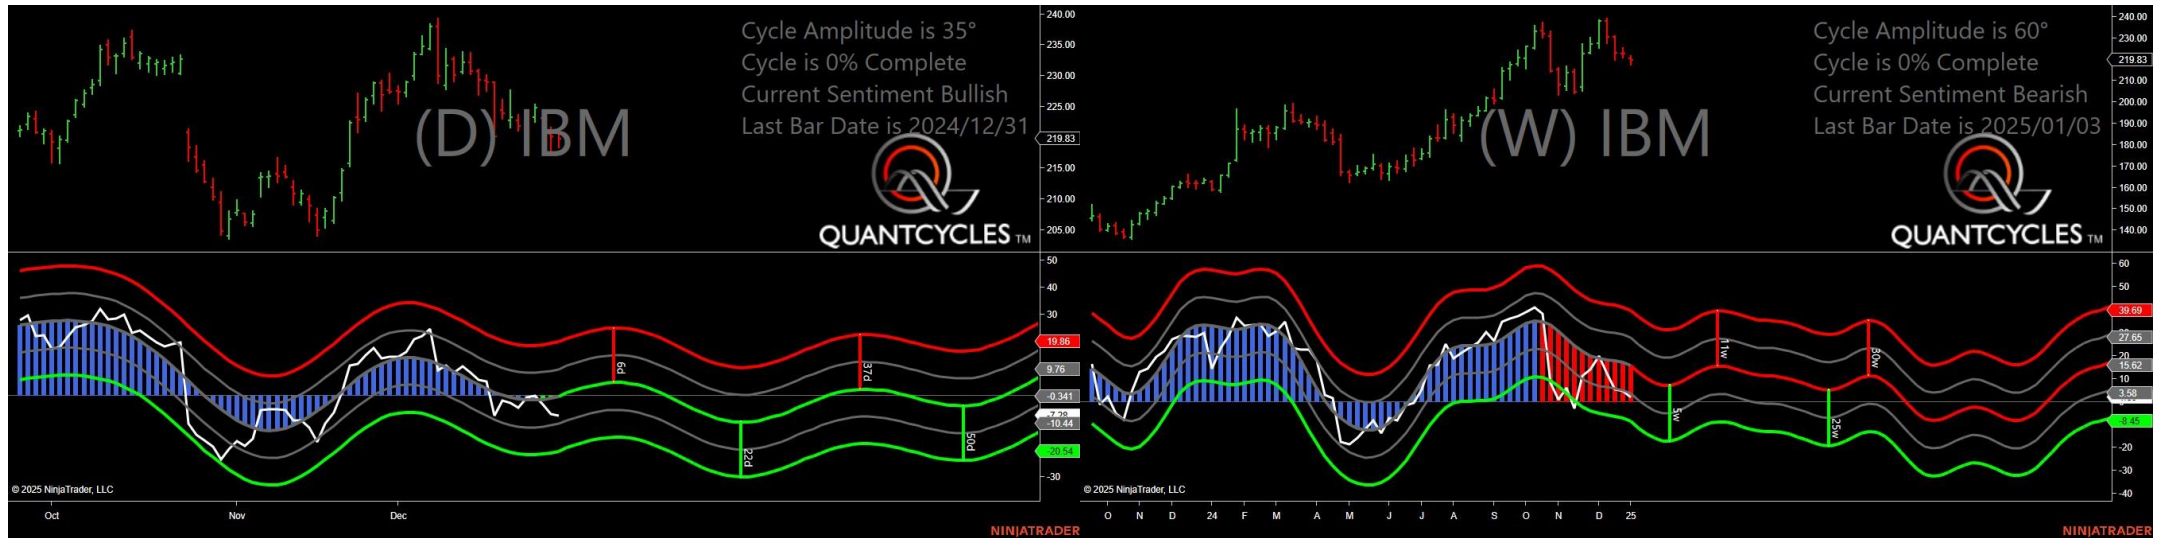 Cycle Amplitude is 35°
Cycle is 0% Complete
Current Sentiment Bullish
Last Bar Date is 2024/12/31
(D) IBM
QUANTCYCLES TM
240.00
235.00
230.00
225.00
219.83
215.00
210.00
205.00
50
40
30
19.86
9.76
-0.341
-10.44
-20.54
-30
6d
22d
37d
50d
© 2025 NinjaTrader, LLC
Oct
Nov
Dec
NINJATRADER
Cycle Amplitude is 60°
Cycle is 0% Complete
Current Sentiment Bearish
Last Bar Date is 2025/01/03
(W) IBM
QUANTCYCLES TM
240.00
230.00
219.83
210.00
200.00
190.00
180.00
170.00
160.00
150.00
140.00
60
50
39.69
27.65
20
15.62
10
3.58
-8.45
-20
-30
-40
5w
11w
25w
30w
© 2025 NinjaTrader, LLC
O N D 24 F M A M J J A S O N D 25
NINJATRADER